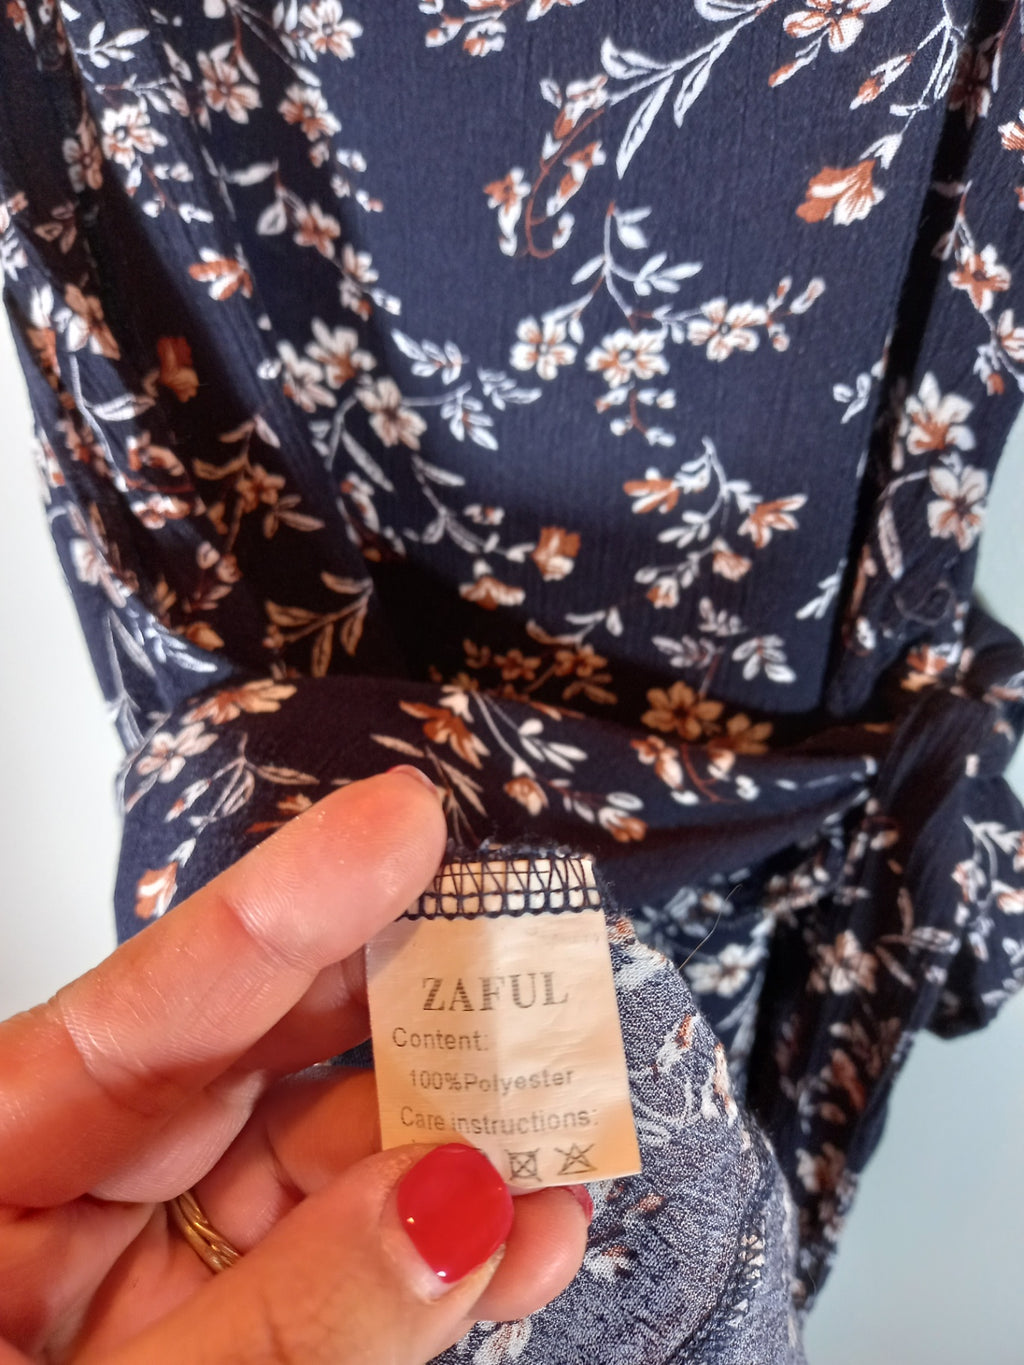 ZAFUL
Content:
100%Polyester
Care instructions: